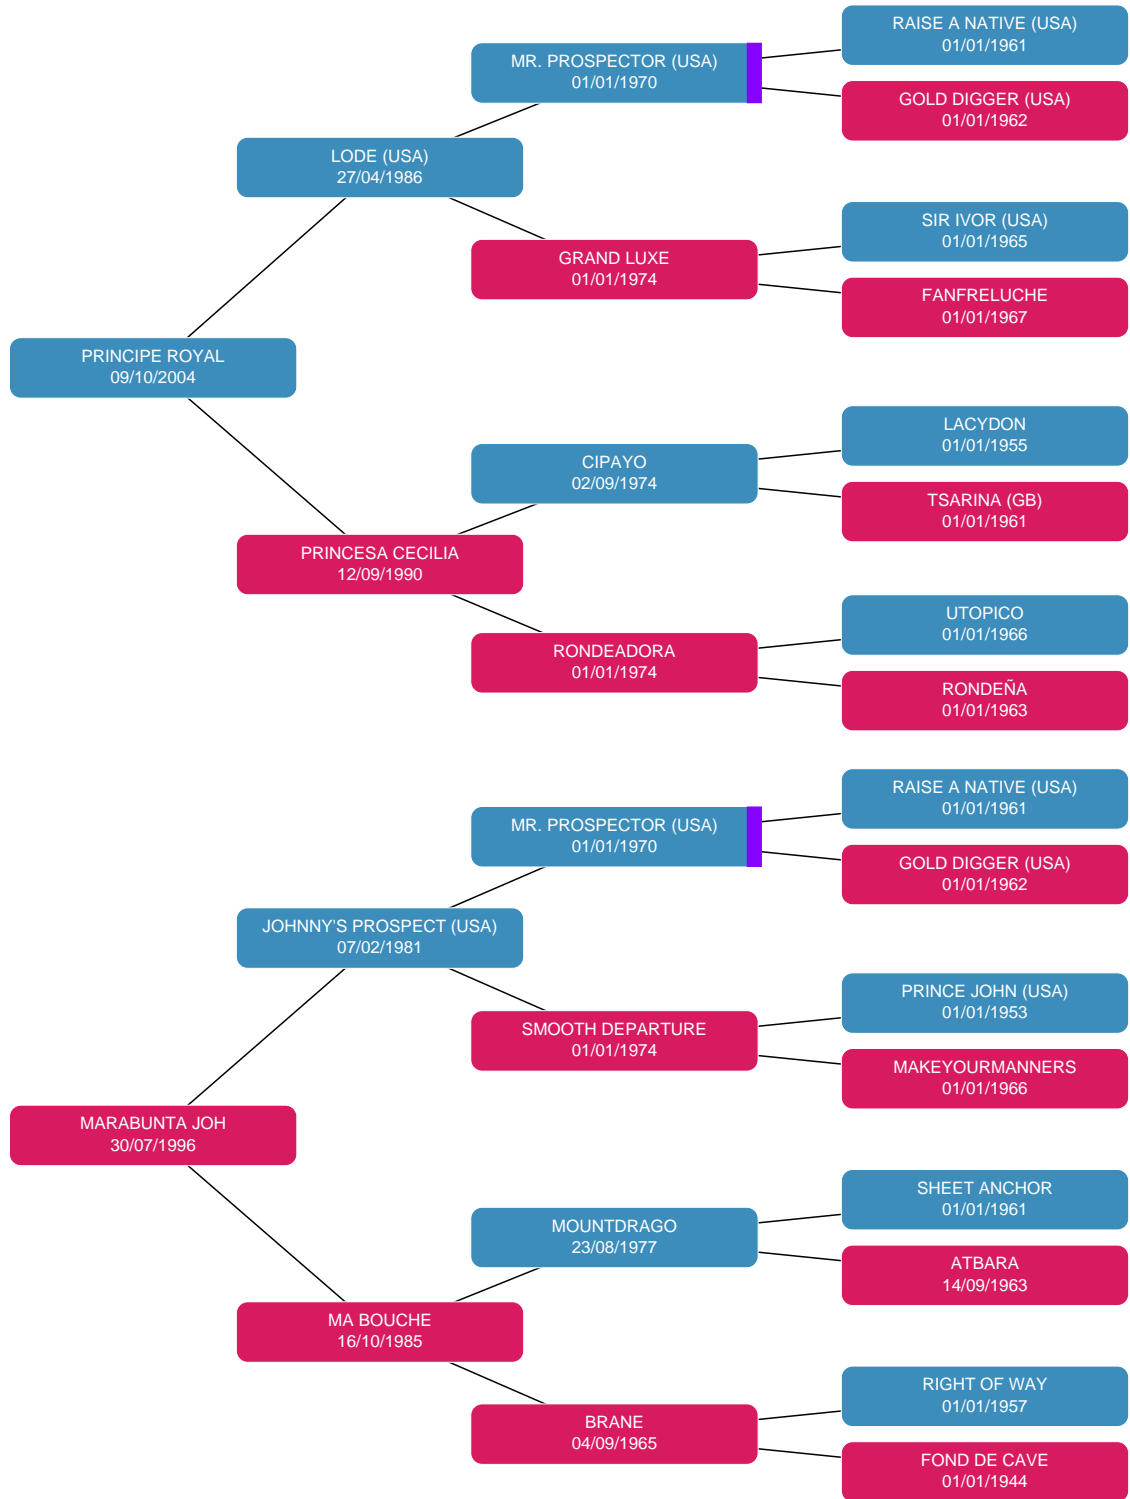 RAISE A NATIVE (USA)
01/01/1961
MR. PROSPECTOR (USA)
01/01/1970
GOLD DIGGER (USA)
01/01/1962
LODE (USA)
27/04/1986
SIR IVOR (USA)
01/01/1965
GRAND LUXE
01/01/1974
FANFRELUCHE
01/01/1967
PRINCIPE ROYAL
09/10/2004
LACYDON
01/01/1955
CIPAYO
02/09/1974
TSARINA (GB)
01/01/1961
PRINCESA CECILIA
12/09/1990
UTOPICO
01/01/1966
RONDEADORA
01/01/1974
RONDEÑA
01/01/1963
RAISE A NATIVE (USA)
01/01/1961
MR. PROSPECTOR (USA)
01/01/1970
GOLD DIGGER (USA)
01/01/1962
JOHNNY'S PROSPECT (USA)
07/02/1981
PRINCE JOHN (USA)
01/01/1953
SMOOTH DEPARTURE
01/01/1974
MAKEYOURMANNERS
01/01/1966
MARABUNTA JOH
30/07/1996
SHEET ANCHOR
01/01/1961
MOUNTDRAGO
23/08/1977
ATBARA
14/09/1963
MA BOUCHE
16/10/1985
RIGHT OF WAY
01/01/1957
BRANE
04/09/1965
FOND DE CAVE
01/01/1944